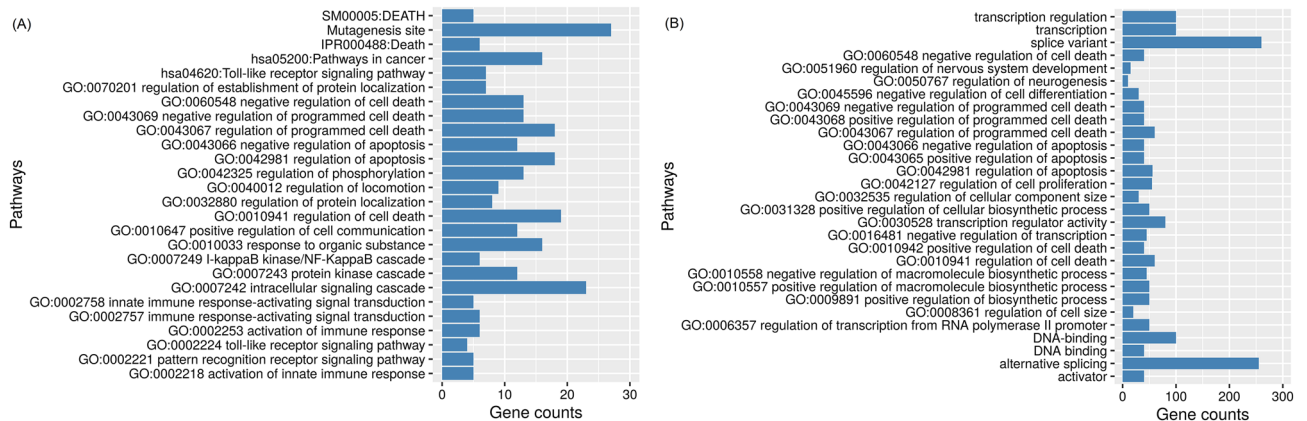 (A)
Pathways
SM00005:DEATH
Mutagenesis site
IPR000488:Death
hsa05200:Pathways in cancer
hsa04620:Toll-like receptor signaling pathway
GO:0070201 regulation of establishment of protein localization
GO:0060548 negative regulation of cell death
GO:0043069 negative regulation of programmed cell death
GO:0043067 regulation of programmed cell death
GO:0043066 negative regulation of apoptosis
GO:0042981 regulation of apoptosis
GO:0042325 regulation of phosphorylation
GO:0040012 regulation of locomotion
GO:0032880 regulation of protein localization
GO:0010941 regulation of cell death
GO:0010647 positive regulation of cell communication
GO:0010033 response to organic substance
GO:0007249 I-kappaB kinase/NF-KappaB cascade
GO:0007243 protein kinase cascade
GO:0007242 intracellular signaling cascade
GO:0002758 innate immune response-activating signal transduction
GO:0002757 immune response-activating signal transduction
GO:0002253 activation of immune response
GO:0002224 toll-like receptor signaling pathway
GO:0002221 pattern recognition receptor signaling pathway
GO:0002218 activation of innate immune response
0 10 20 30
Gene counts
(B)
Pathways
transcription regulation
transcription
splice variant
GO:0060548 negative regulation of cell death
GO:0051960 regulation of nervous system development
GO:0050767 regulation of neurogenesis
GO:0045596 negative regulation of cell differentiation
GO:0043069 negative regulation of programmed cell death
GO:0043068 positive regulation of programmed cell death
GO:0043067 regulation of programmed cell death
GO:0043066 negative regulation of apoptosis
GO:0043065 positive regulation of apoptosis
GO:0042981 regulation of apoptosis
GO:0042127 regulation of cell proliferation
GO:0032535 regulation of cellular component size
GO:0031328 positive regulation of cellular biosynthetic process
GO:0030528 transcription regulator activity
GO:0016481 negative regulation of transcription
GO:0010942 positive regulation of cell death
GO:0010941 regulation of cell death
GO:0010558 negative regulation of macromolecule biosynthetic process
GO:0010557 positive regulation of macromolecule biosynthetic process
GO:0009891 positive regulation of biosynthetic process
GO:0008361 regulation of cell size
GO:0006357 regulation of transcription from RNA polymerase II promoter
DNA-binding
DNA binding
alternative splicing
activator
0 100 200 300
Gene counts